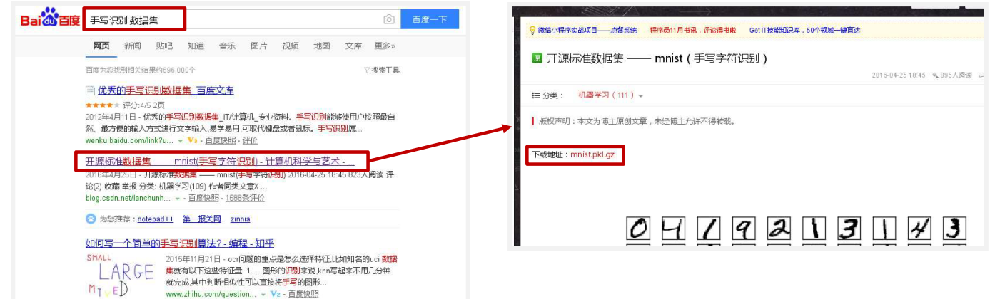 Bai du 百度
手写识别 数据集
百度一下
网页 新闻 贴吧 知道 音乐 图片 视频 地图 文库 更多»
百度为您找到相关结果约696,000个
搜索工具
优秀的手写识别数据集_百度文库
★★★★★ 评分:4/5 2页
2012年4月11日 - 优秀的手写识别数据集_IT/计算机_专业资料。手写识别能够使用户按照最自
然、最方便的输入方式进行文字输入,易学易用,可取代键盘或者鼠标。手写识别属...
wenku.baidu.com/link?u... - V3 - 百度快照 - 评价
开源标准数据集 —— mnist(手写字符识别) - 计算机科学与艺术 - ...
2016年4月25日 - 开源标准数据集 —— mnist(手写字符识别) 2016-04-25 18:45 823人阅读 评
论(2) 收藏 举报 分类: 机器学习(109) 作者同类文章X ...
blog.csdn.net/lanchunh... - 百度快照 - 1588条评价
为您推荐：notepad++ 第一报关网 zinnia
如何写一个简单的手写识别算法? - 编程 - 知乎
SMALL
LARGE
MIVED
2015年11月21日 - ocr问题的重点是怎么选择特征,比如知名的uci 数据
集就有以下这些特征量: 1. ...图形的识别来说,knn写起来不用几分钟
就完成,其中判断相似性可以直接将手写的图形...
www.zhihu.com/question... - V2 - 百度快照
微信小程序实战项目——点餐系统 程序员11月书讯，评论得书啦 Get IT技能知识库，50个领域一键直达
原 开源标准数据集 —— mnist（手写字符识别）
2016-04-25 18:45 895人阅读
分类： 机器学习（111）
版权声明：本文为博主原创文章，未经博主允许不得转载。
下载地址：mnist.pkl.gz
0 4 1 9 2 1 3 1 4 3